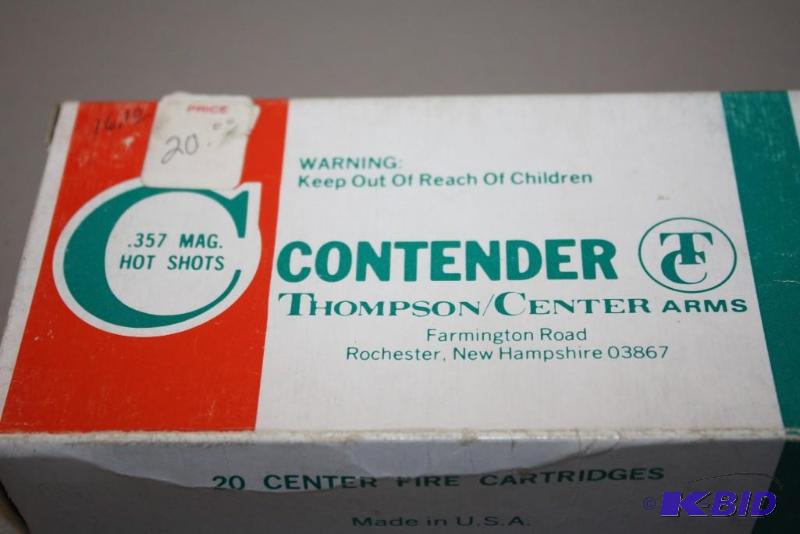 16.10
PRICE
20.00
WARNING:
Keep Out Of Reach Of Children
.357 MAG.
HOT SHOTS
CONTENDER
TC
THOMPSON/CENTER ARMS
Farmington Road
Rochester, New Hampshire 03867
20 CENTER FIRE CARTRIDGES
Made in U.S.A.
© K-BID